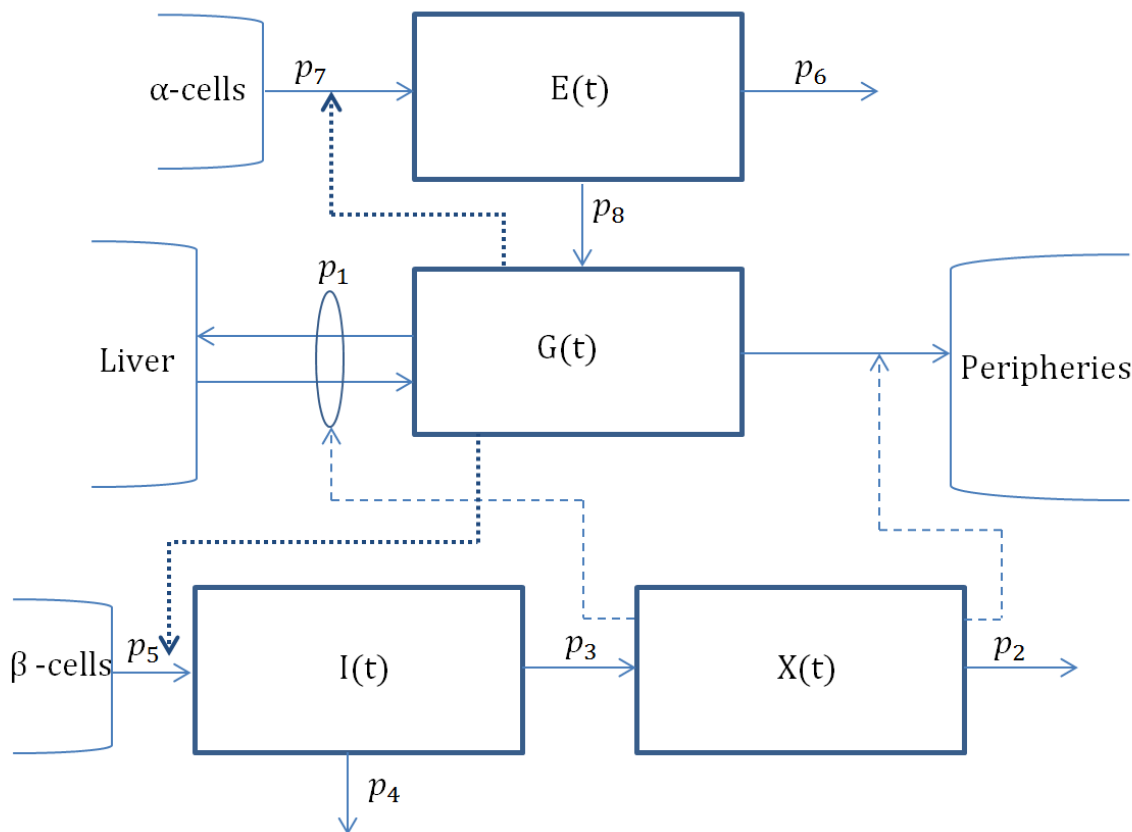 α-cells
p₇
E(t)
p₆
p₈
p₁
Liver
G(t)
Peripheries
β -cells
p₅
I(t)
p₃
X(t)
p₂
p₄